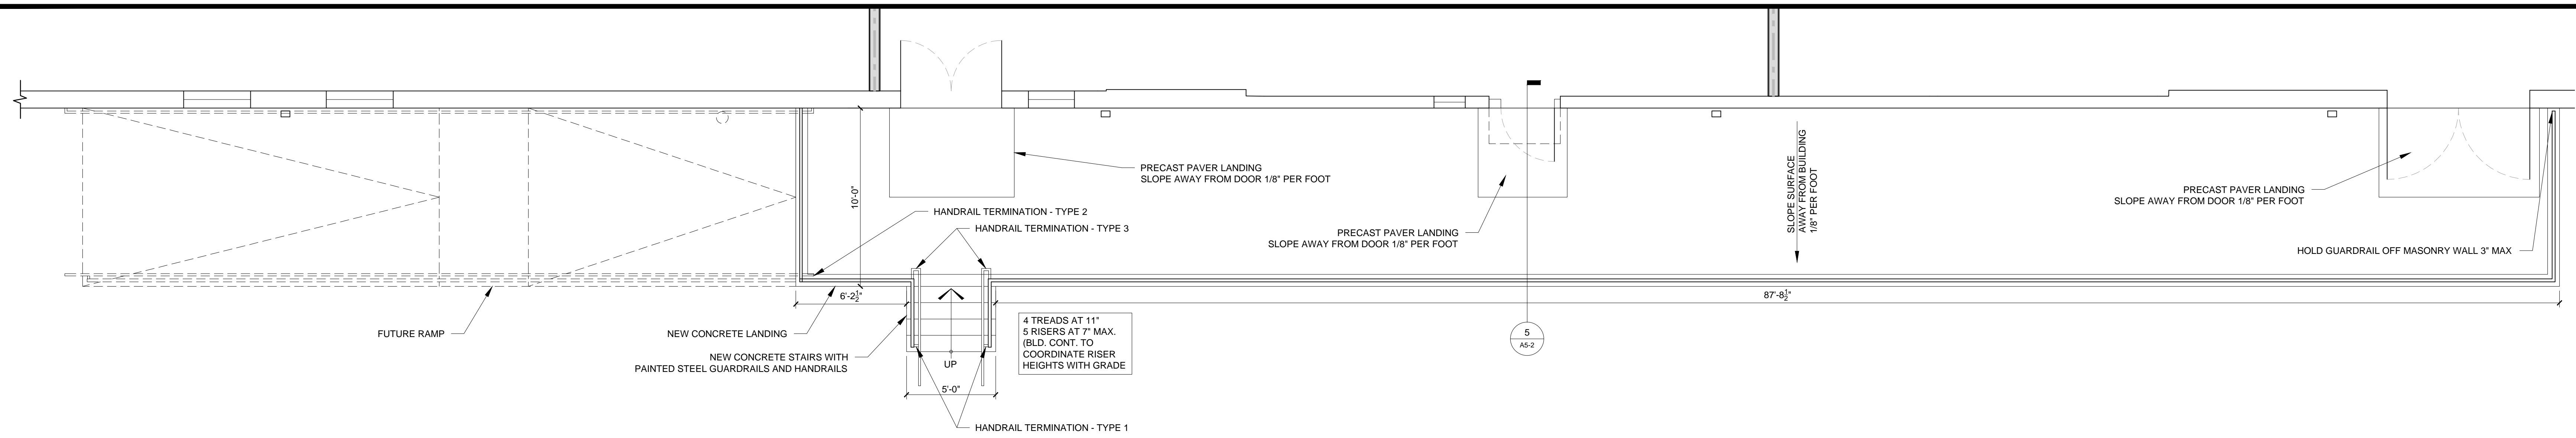 PRECAST PAVER LANDING
SLOPE AWAY FROM DOOR 1/8" PER FOOT
10'-0"
HANDRAIL TERMINATION - TYPE 2
HANDRAIL TERMINATION - TYPE 3
PRECAST PAVER LANDING
SLOPE AWAY FROM DOOR 1/8" PER FOOT
SLOPE SURFACE
AWAY FROM BUILDING
1/8" PER FOOT
PRECAST PAVER LANDING
SLOPE AWAY FROM DOOR 1/8" PER FOOT
HOLD GUARDRAIL OFF MASONRY WALL 3" MAX
6'-2½"
87'-8½"
FUTURE RAMP
NEW CONCRETE LANDING
NEW CONCRETE STAIRS WITH
PAINTED STEEL GUARDRAILS AND HANDRAILS
UP
4 TREADS AT 11"
5 RISERS AT 7" MAX.
(BLD. CONT. TO
COORDINATE RISER
HEIGHTS WITH GRADE
5
A5-2
5'-0"
HANDRAIL TERMINATION - TYPE 1